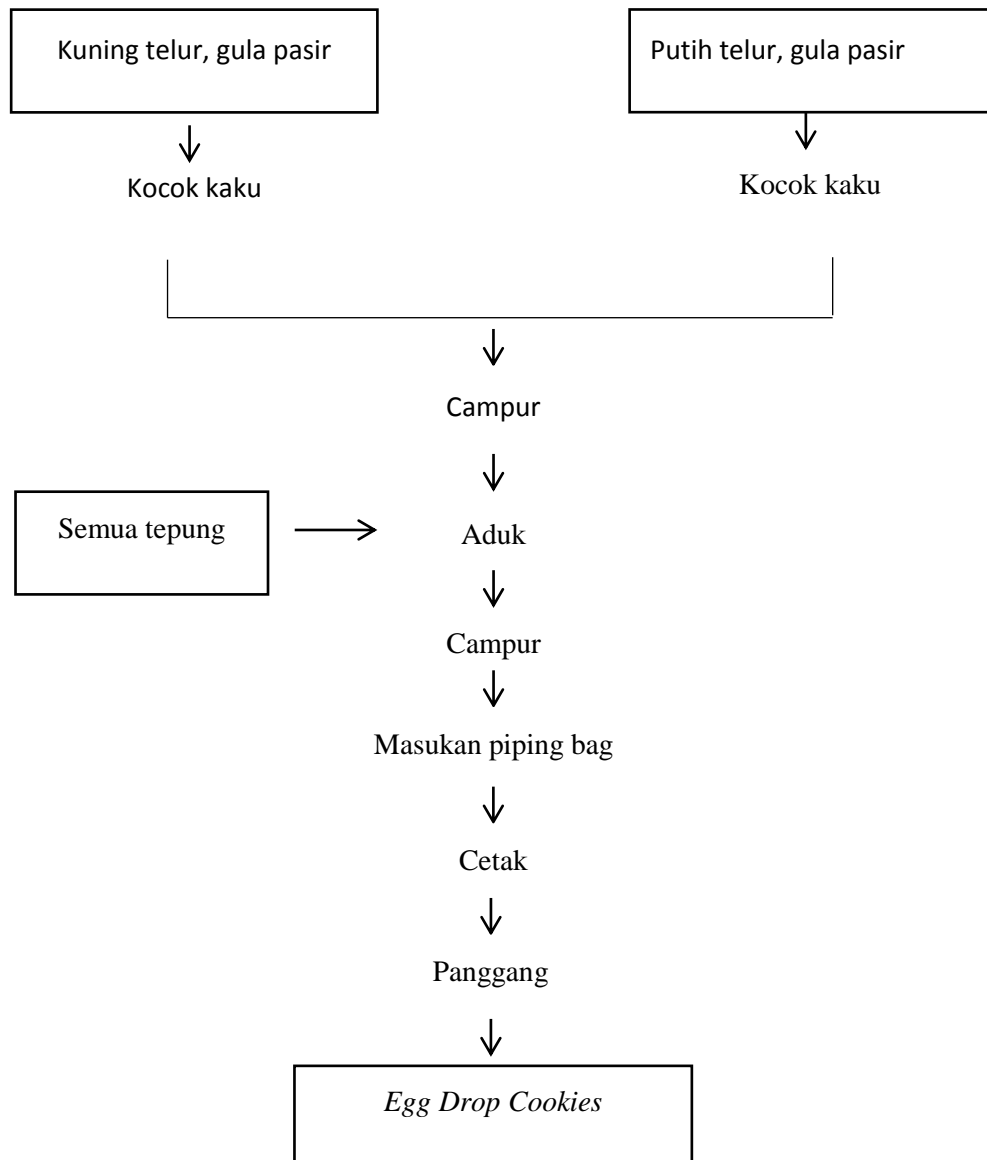 Kuning telur, gula pasir
Putih telur, gula pasir
Kocok kaku
Kocok kaku
Campur
Semua tepung
Aduk
Campur
Masukan piping bag
Cetak
Panggang
Egg Drop Cookies